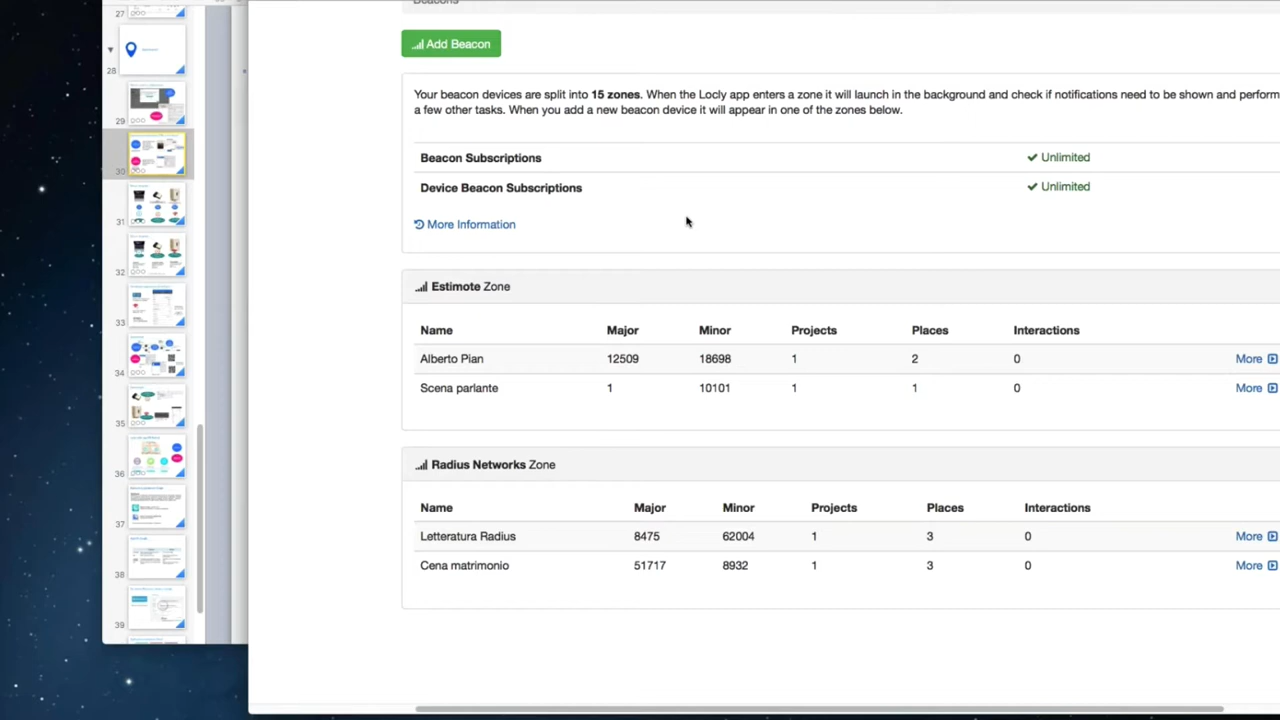 Beacons
Add Beacon
Your beacon devices are split into 15 zones. When the Locly app enters a zone it will launch in the background and check if notifications need to be shown and perform
a few other tasks. When you add a new beacon device it will appear in one of the zones below.
Beacon Subscriptions Unlimited
Device Beacon Subscriptions Unlimited
More Information
Estimote Zone
Name Major Minor Projects Places Interactions
Alberto Pian 12509 18698 1 2 0 More
Scena parlante 1 10101 1 1 0 More
Radius Networks Zone
Name Major Minor Projects Places Interactions
Letteratura Radius 8475 62004 1 3 0 More
Cena matrimonio 51717 8932 1 3 0 More
27
28
29
30
31
32
33
34
35
36
37
38
39